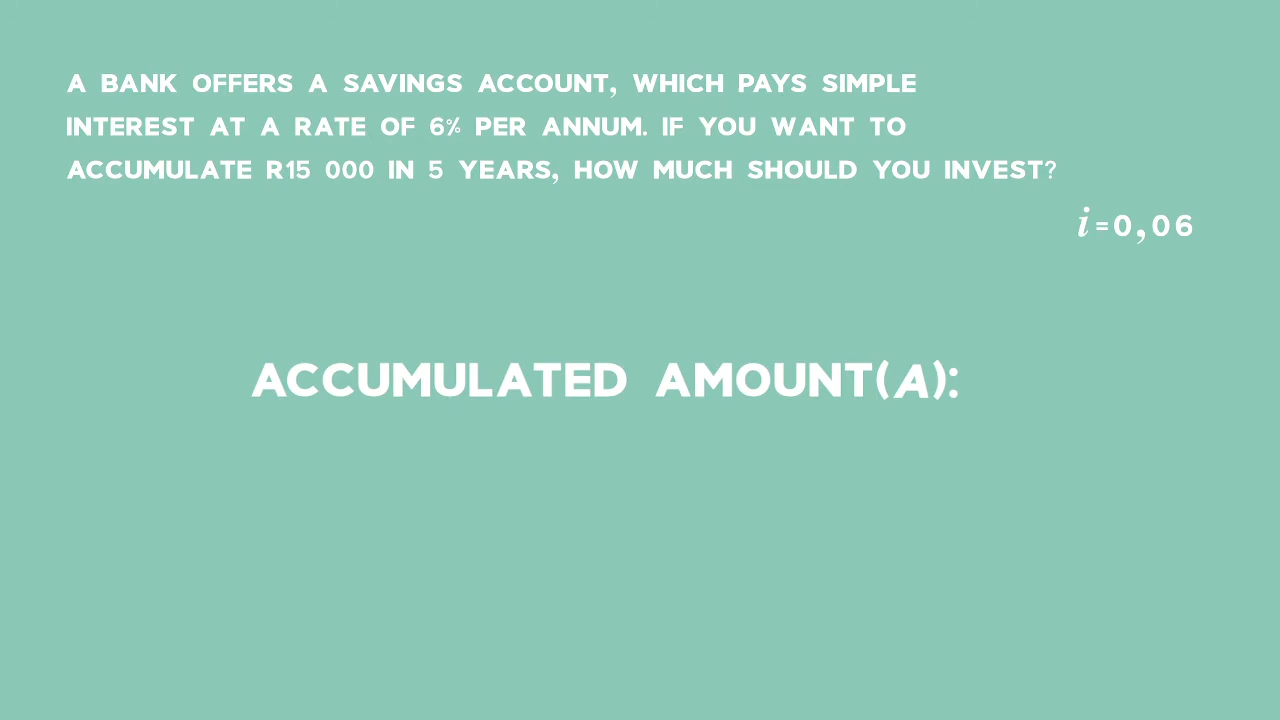 A BANK OFFERS A SAVINGS ACCOUNT, WHICH PAYS SIMPLE
INTEREST AT A RATE OF 6% PER ANNUM. IF YOU WANT TO
ACCUMULATE R15 000 IN 5 YEARS, HOW MUCH SHOULD YOU INVEST?
i=0,06
ACCUMULATED AMOUNT(A):